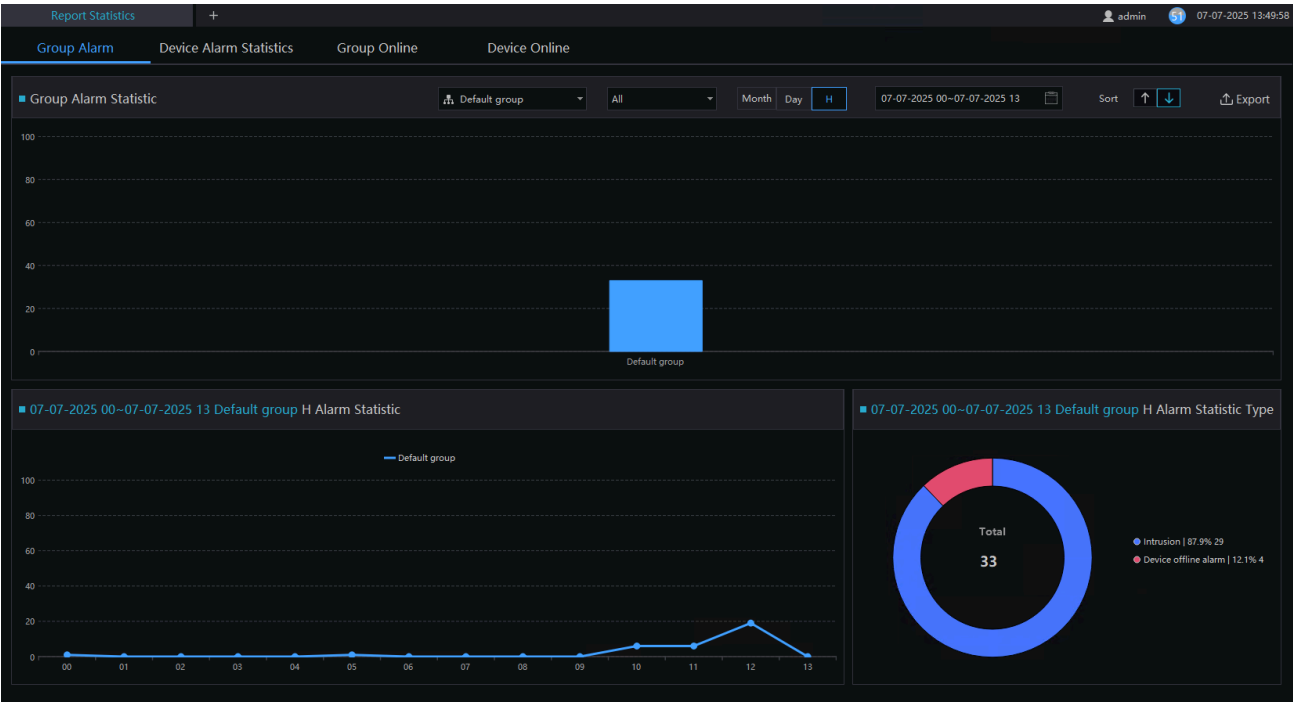 Report Statistics + admin 51 07-07-2025 13:49:58
Group Alarm Device Alarm Statistics Group Online Device Online
Group Alarm Statistic Default group All Month Day H 07-07-2025 00~07-07-2025 13 Sort Export
100
80
60
40
20
0
Default group
07-07-2025 00~07-07-2025 13 Default group H Alarm Statistic
Default group
100
80
60
40
20
0
00 01 02 03 04 05 06 07 08 09 10 11 12 13
07-07-2025 00~07-07-2025 13 Default group H Alarm Statistic Type
Total
33
Intrusion | 87.9% 29
Device offline alarm | 12.1% 4